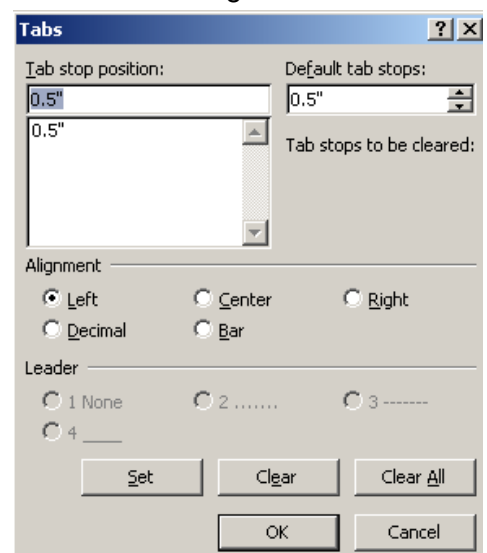 Tabs
Tab stop position: Default tab stops:
0.5" 0.5"
0.5"
Tab stops to be cleared:
Alignment
Left Center Right
Decimal Bar
Leader
1 None 2 ....... 3 -------
4 ____
Set Clear Clear All
OK Cancel